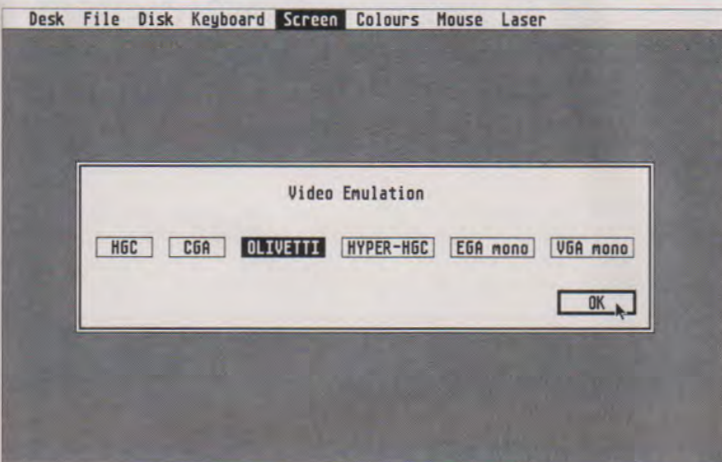 Desk File Disk Keyboard Screen Colours Mouse Laser
Video Emulation
HGC CGA OLIVETTI HYPER-HGC EGA mono VGA mono
OK